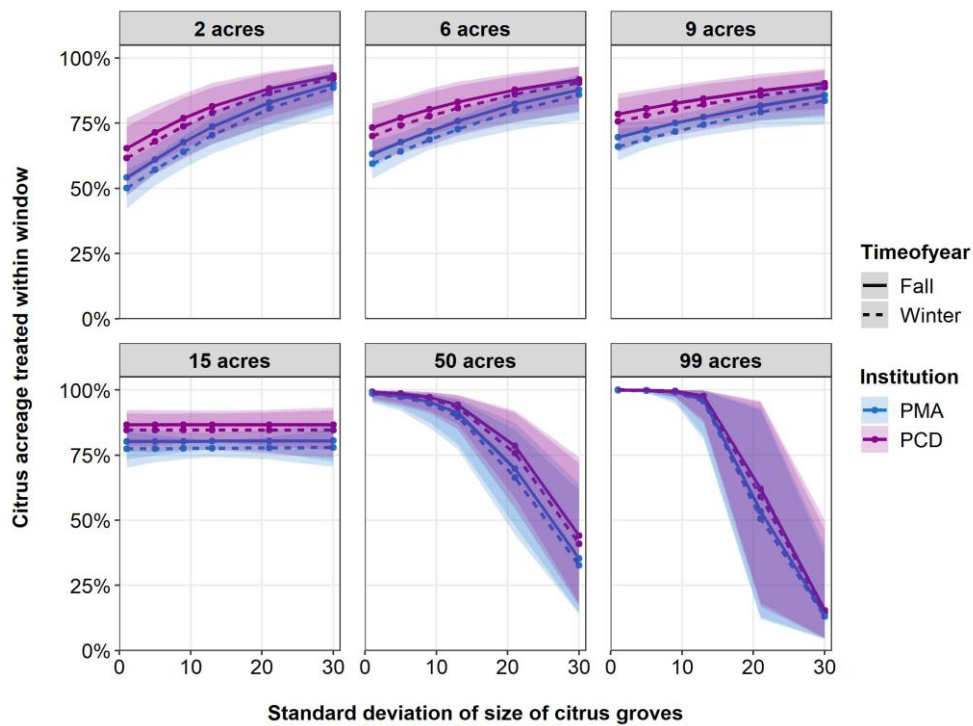 2 acres
6 acres
9 acres
100%
75%
50%
25%
0%
15 acres
50 acres
99 acres
100%
75%
50%
25%
0%
0 10 20 30
0 10 20 30
0 10 20 30
Citrus acreage treated within window
Standard deviation of size of citrus groves
Timeofyear
Fall
Winter
Institution
PMA
PCD